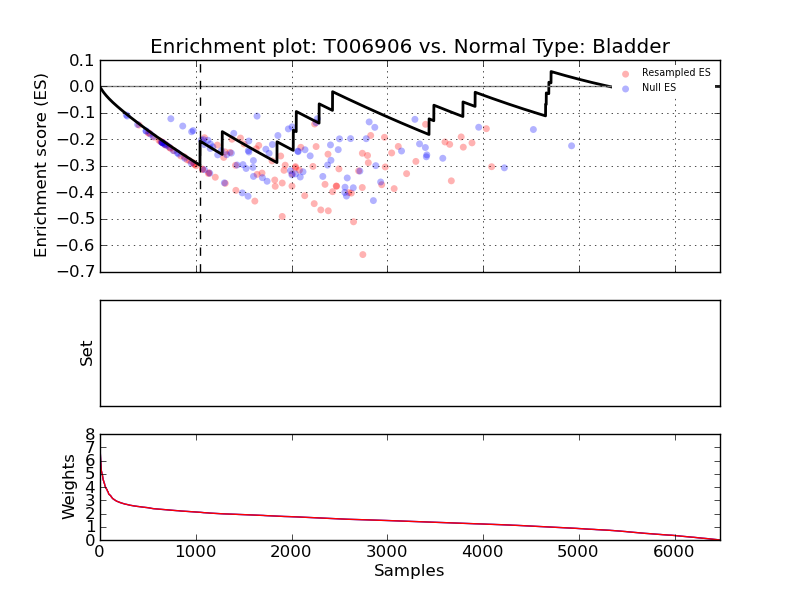 Enrichment plot: T006906 vs. Normal Type: Bladder
0.1
0.0
−0.1
−0.2
−0.3
−0.4
−0.5
−0.6
−0.7
Enrichment score (ES)
Resampled ES
Null ES
Set
8
7
6
5
4
3
2
1
0
Weights
0 1000 2000 3000 4000 5000 6000
Samples